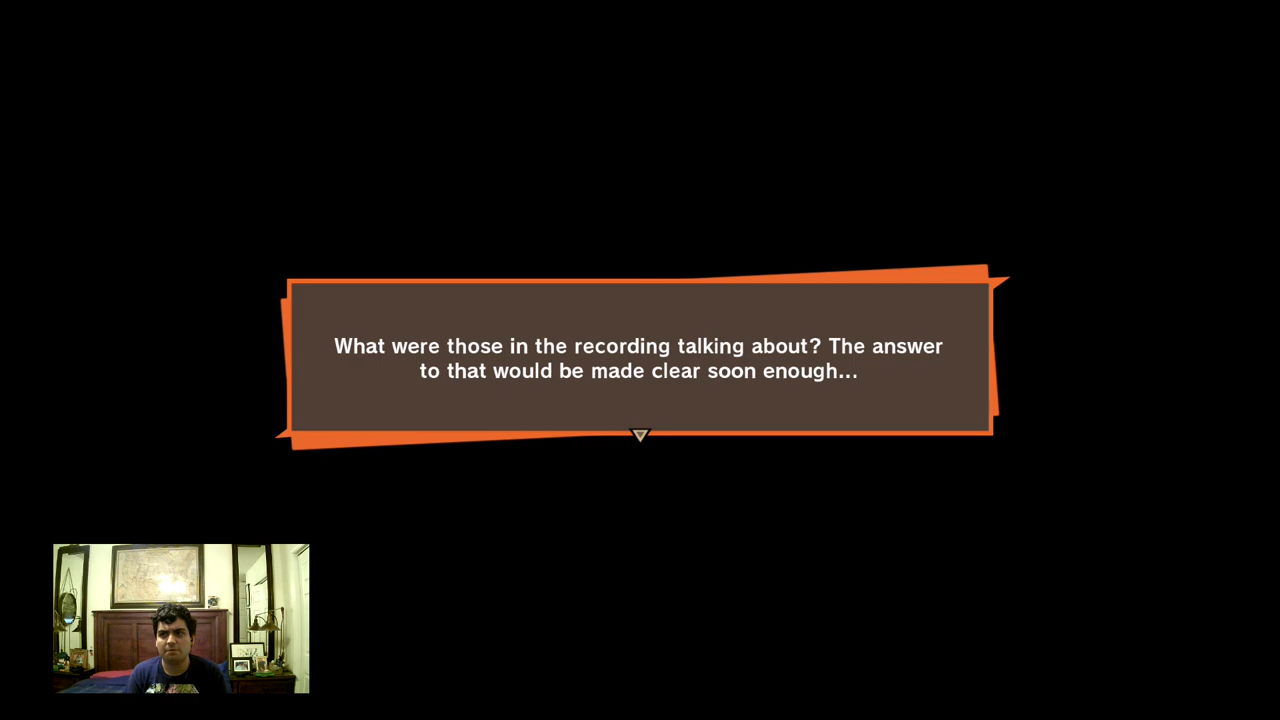 What were those in the recording talking about? The answer
to that would be made clear soon enough...